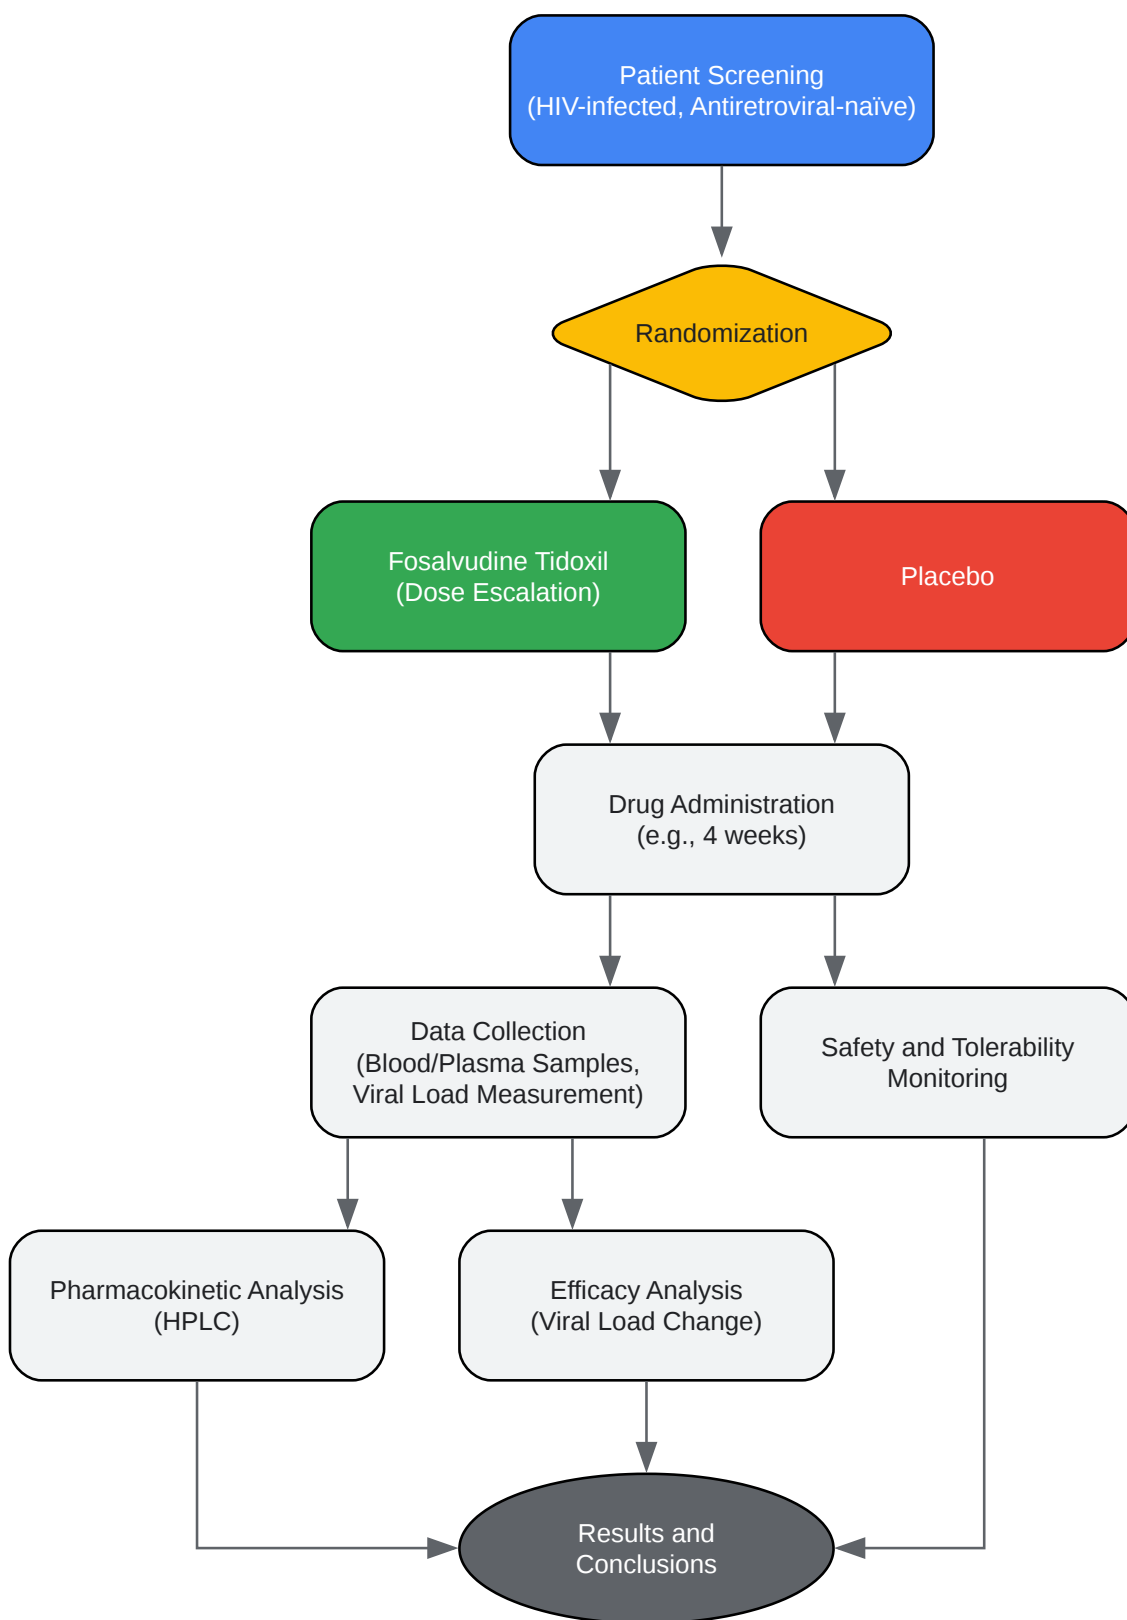 Patient Screening
(HIV-infected, Antiretroviral-naïve)
Randomization
Fosalvudine Tidoxil
(Dose Escalation)
Placebo
Drug Administration
(e.g., 4 weeks)
Data Collection
(Blood/Plasma Samples,
Viral Load Measurement)
Safety and Tolerability
Monitoring
Pharmacokinetic Analysis
(HPLC)
Efficacy Analysis
(Viral Load Change)
Results and
Conclusions